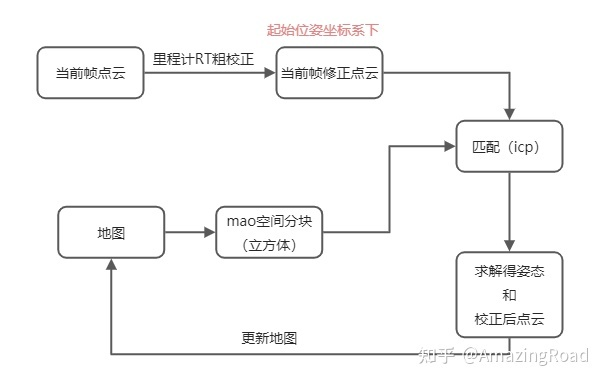 起始位姿坐标系下
当前帧点云
里程计RT粗校正
当前帧修正点云
匹配（icp）
地图
mao空间分块
（立方体）
求解得姿态
和
校正后点云
更新地图
知乎 @AmazingRoad